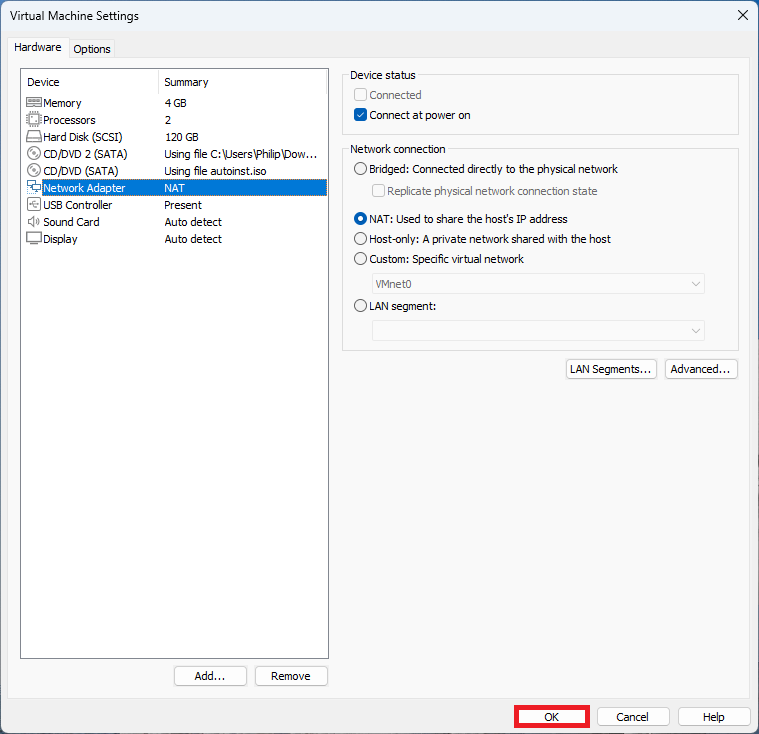 Virtual Machine Settings
Hardware Options
Device Summary
Memory 4 GB
Processors 2
Hard Disk (SCSI) 120 GB
CD/DVD 2 (SATA) Using file C:\Users\Philip\Dow...
CD/DVD (SATA) Using file autoinst.iso
Network Adapter NAT
USB Controller Present
Sound Card Auto detect
Display Auto detect
Add... Remove
Device status
Connected
Connect at power on
Network connection
Bridged: Connected directly to the physical network
Replicate physical network connection state
NAT: Used to share the host's IP address
Host-only: A private network shared with the host
Custom: Specific virtual network
VMnet0
LAN segment:
LAN Segments... Advanced...
OK Cancel Help